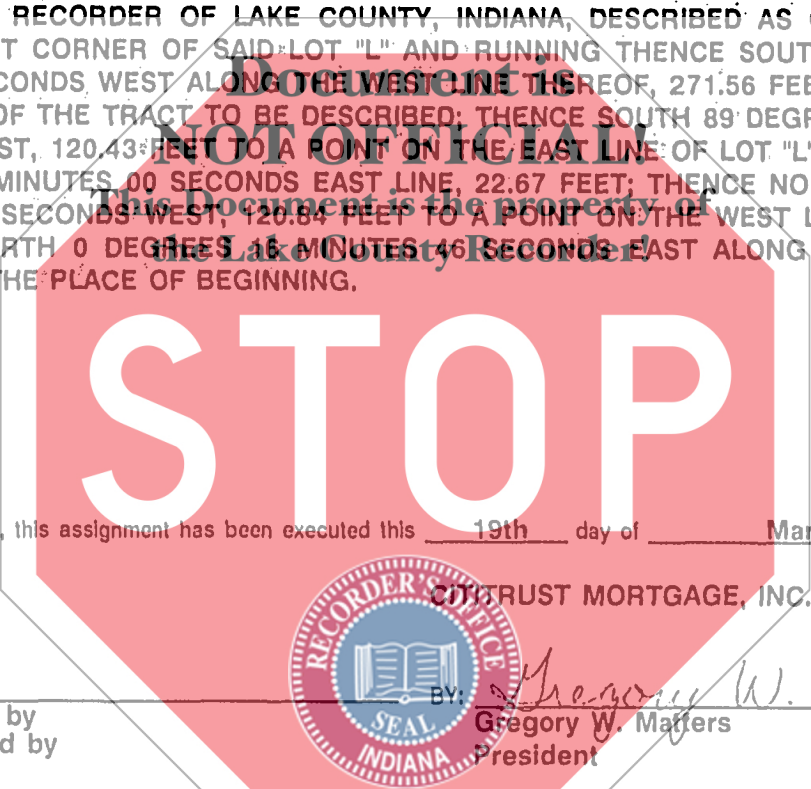 RECORDER OF LAKE COUNTY, INDIANA, DESCRIBED AS
T CORNER OF SAID LOT "L" AND RUNNING THENCE SOUT
CONDS WEST ALONG THE WEST LINE THEREOF, 271.56 FEE
Document is
OF THE TRACT TO BE DESCRIBED; THENCE SOUTH 89 DEGR
NOT OFFICIAL!
ST, 120.43 FEET TO A POINT ON THE EAST LINE OF LOT "L"
MINUTES 00 SECONDS EAST LINE, 22.67 FEET; THENCE NO
This Document is the property of
SECONDS WEST, 120.84 FEET TO A POINT ON THE WEST L
the Lake County Recorder!
RTH 0 DEGREES 16 MINUTES 46 SECONDS EAST ALONG
HE PLACE OF BEGINNING.
STOP
, this assignment has been executed this 19th day of Mar
CITITRUST MORTGAGE, INC.
RECORDER'S OFFICE
SEAL
INDIANA
BY: Gregory W.
by Gregory W. Matters
d by President